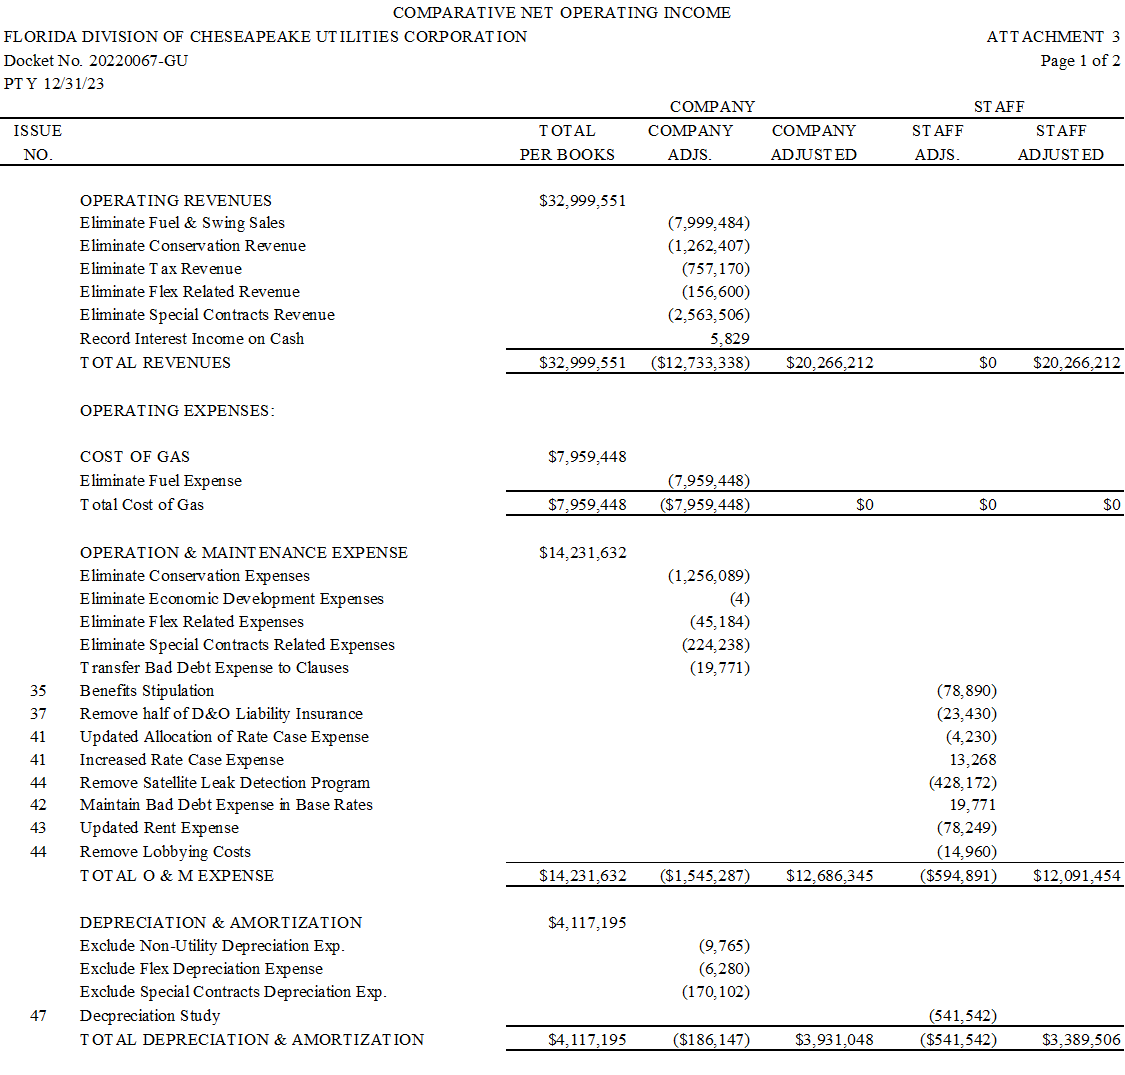 COMPARATIVE NET OPERATING INCOME
FLORIDA DIVISION OF CHESEAPEAKE UTILITIES CORPORATION ATTACHMENT 3
Docket No. 20220067-GU Page 1 of 2
PTY 12/31/23
COMPANY STAFF
ISSUE TOTAL COMPANY COMPANY STAFF STAFF
NO. PER BOOKS ADJS. ADJUSTED ADJS. ADJUSTED
OPERATING REVENUES $32,999,551
Eliminate Fuel & Swing Sales (7,999,484)
Eliminate Conservation Revenue (1,262,407)
Eliminate Tax Revenue (757,170)
Eliminate Flex Related Revenue (156,600)
Eliminate Special Contracts Revenue (2,563,506)
Record Interest Income on Cash 5,829
TOTAL REVENUES $32,999,551 ($12,733,338) $20,266,212 $0 $20,266,212
OPERATING EXPENSES:
COST OF GAS $7,959,448
Eliminate Fuel Expense (7,959,448)
Total Cost of Gas $7,959,448 ($7,959,448) $0 $0 $0
OPERATION & MAINTENANCE EXPENSE $14,231,632
Eliminate Conservation Expenses (1,256,089)
Eliminate Economic Development Expenses (4)
Eliminate Flex Related Expenses (45,184)
Eliminate Special Contracts Related Expenses (224,238)
Transfer Bad Debt Expense to Clauses (19,771)
35 Benefits Stipulation (78,890)
37 Remove half of D&O Liability Insurance (23,430)
41 Updated Allocation of Rate Case Expense (4,230)
41 Increased Rate Case Expense 13,268
44 Remove Satellite Leak Detection Program (428,172)
42 Maintain Bad Debt Expense in Base Rates 19,771
43 Updated Rent Expense (78,249)
44 Remove Lobbying Costs (14,960)
TOTAL O & M EXPENSE $14,231,632 ($1,545,287) $12,686,345 ($594,891) $12,091,454
DEPRECIATION & AMORTIZATION $4,117,195
Exclude Non-Utility Depreciation Exp. (9,765)
Exclude Flex Depreciation Expense (6,280)
Exclude Special Contracts Depreciation Exp. (170,102)
47 Decpreciation Study (541,542)
TOTAL DEPRECIATION & AMORTIZATION $4,117,195 ($186,147) $3,931,048 ($541,542) $3,389,506